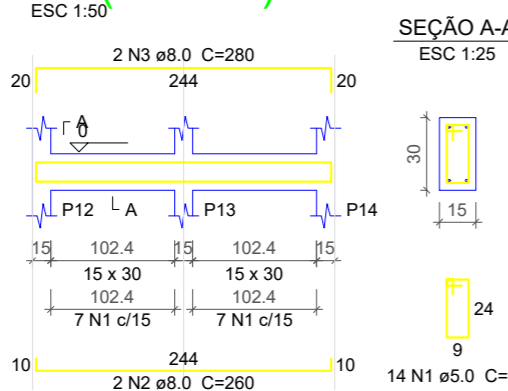 ESC 1:50
SEÇÃO A-A
ESC 1:25
2 N3 ø8.0 C=280
20 244 20
A
0
30
P12 A P13 P14
15
15 102.4 15 102.4 15
15 x 30 15 x 30
102.4 102.4
7 N1 c/15 7 N1 c/15
24
9
10 244 10
2 N2 ø8.0 C=260
14 N1 ø5.0 C=